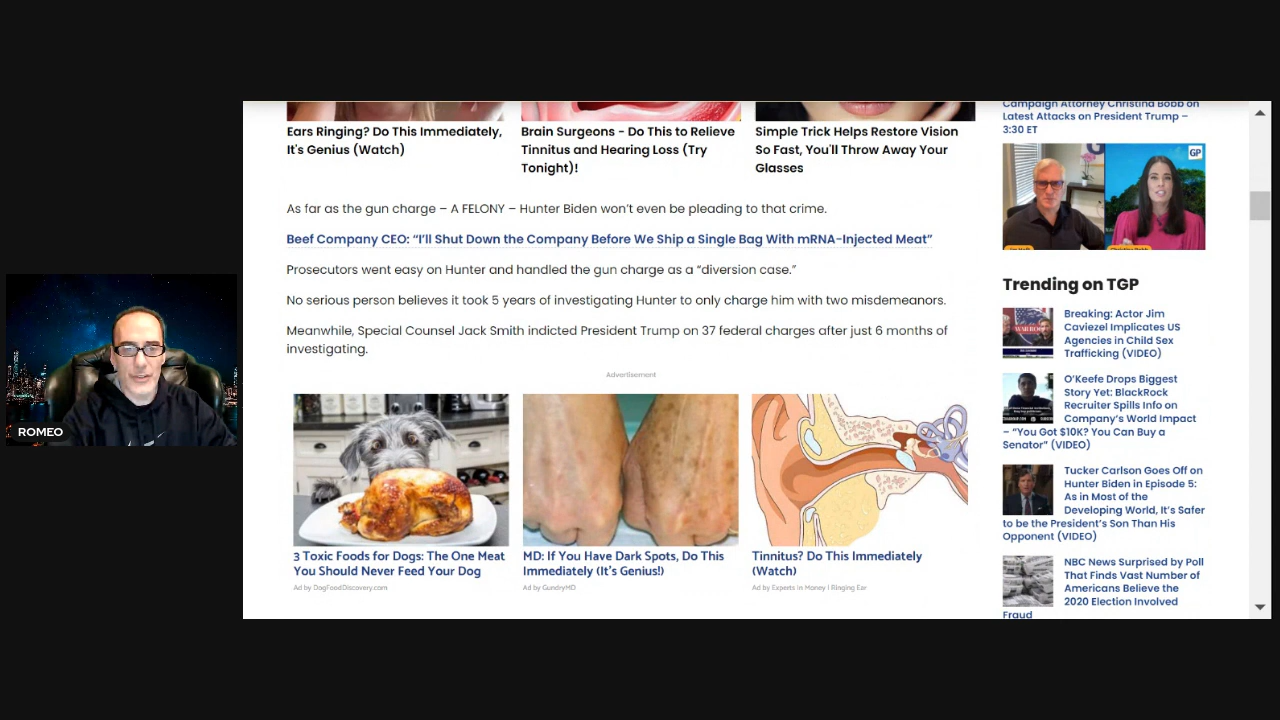 Ears Ringing? Do This Immediately,
It's Genius (Watch)
Brain Surgeons - Do This to Relieve
Tinnitus and Hearing Loss (Try
Tonight)!
Simple Trick Helps Restore Vision
So Fast, You'll Throw Away Your
Glasses
As far as the gun charge – A FELONY – Hunter Biden won't even be pleading to that crime.
Beef Company CEO: “I'll Shut Down the Company Before We Ship a Single Bag With mRNA-Injected Meat”
Prosecutors went easy on Hunter and handled the gun charge as a “diversion case.”
No serious person believes it took 5 years of investigating Hunter to only charge him with two misdemeanors.
Meanwhile, Special Counsel Jack Smith indicted President Trump on 37 federal charges after just 6 months of
investigating.
Advertisement
3 Toxic Foods for Dogs: The One Meat
You Should Never Feed Your Dog
Ad by DogFoodDiscovery.com
MD: If You Have Dark Spots, Do This
Immediately (It's Genius!)
Ad by GundryMD
Tinnitus? Do This Immediately
(Watch)
Ad by Experts in Money | Ringing Ear
Campaign Attorney Christina Bobb on
Latest Attacks on President Trump –
3:30 ET
GP
Trending on TGP
Breaking: Actor Jim
Caviezel Implicates US
Agencies in Child Sex
Trafficking (VIDEO)
O'Keefe Drops Biggest
Story Yet: BlackRock
Recruiter Spills Info on
Company's World Impact
– “You Got $10K? You Can Buy a
Senator” (VIDEO)
Tucker Carlson Goes Off on
Hunter Biden in Episode 5:
As in Most of the
Developing World, It's Safer
to be the President's Son Than His
Opponent (VIDEO)
NBC News Surprised by Poll
That Finds Vast Number of
Americans Believe the
2020 Election Involved
Fraud
ROMEO